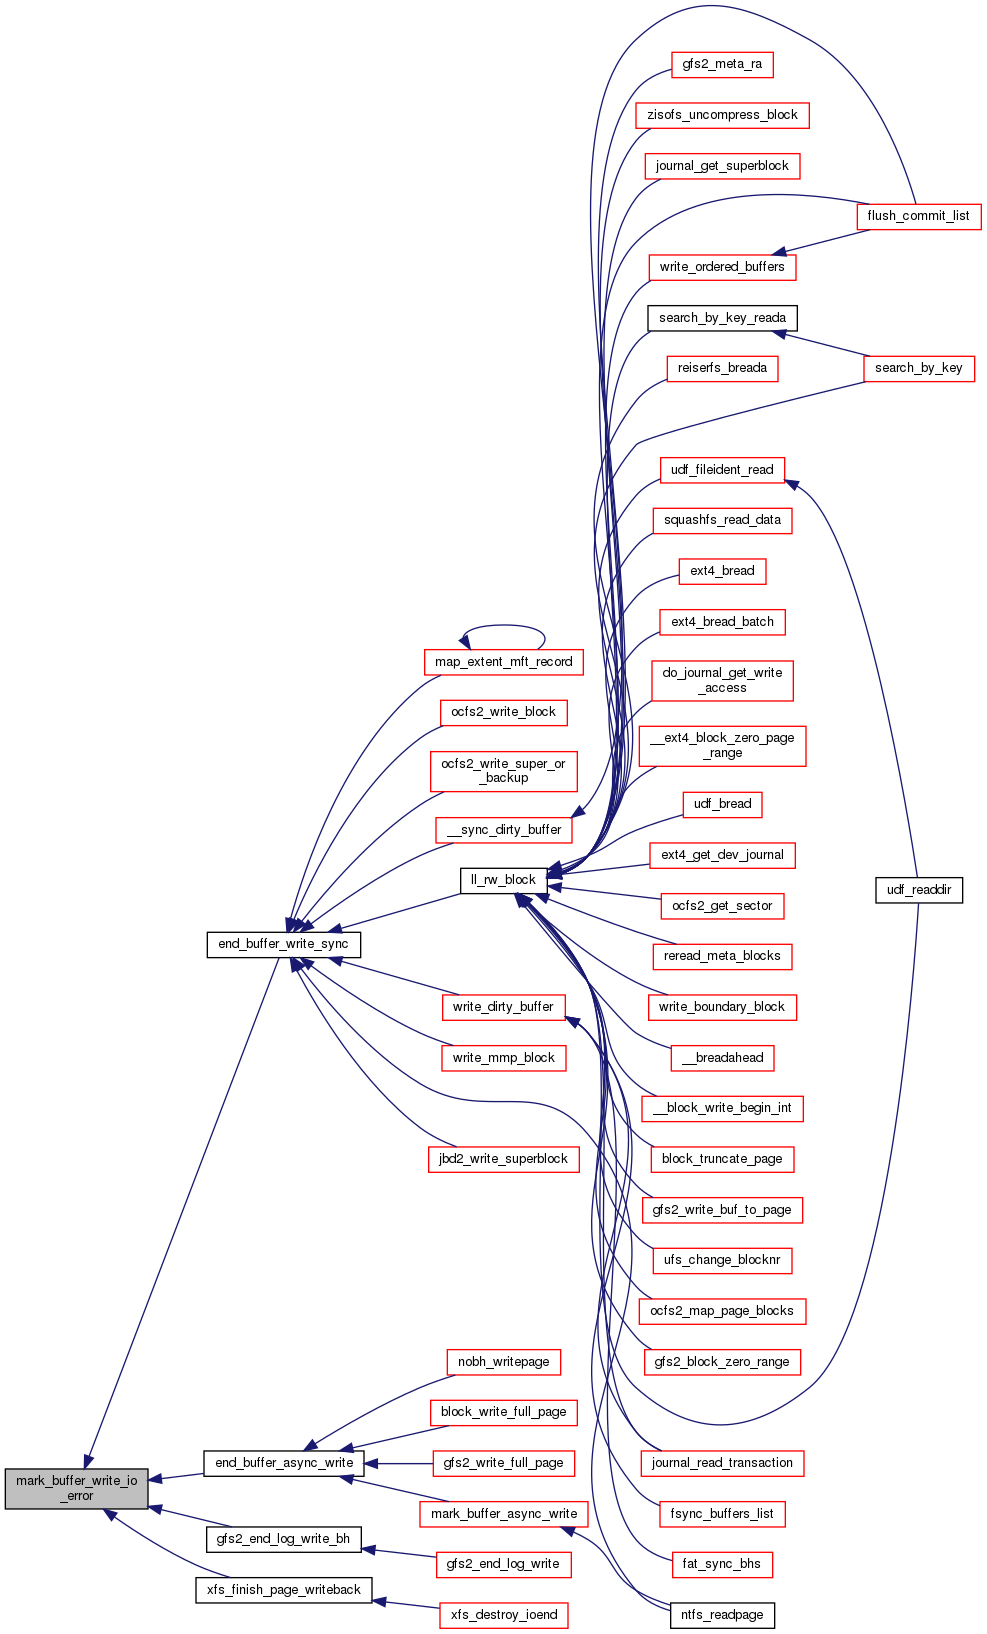 gfs2_meta_ra
zisofs_uncompress_block
journal_get_superblock
flush_commit_list
write_ordered_buffers
search_by_key_reada
search_by_key
reiserfs_breada
udf_fileident_read
squashfs_read_data
ext4_bread
ext4_bread_batch
map_extent_mft_record
do_journal_get_write
_access
ocfs2_write_block
__ext4_block_zero_page
_range
ocfs2_write_super_or
_backup
udf_bread
__sync_dirty_buffer
ext4_get_dev_journal
ll_rw_block
udf_readdir
ocfs2_get_sector
end_buffer_write_sync
reread_meta_blocks
write_dirty_buffer
write_boundary_block
write_mmp_block
__breadahead
__block_write_begin_int
jbd2_write_superblock
block_truncate_page
gfs2_write_buf_to_page
ufs_change_blocknr
ocfs2_map_page_blocks
nobh_writepage
gfs2_block_zero_range
block_write_full_page
end_buffer_async_write
gfs2_write_full_page
journal_read_transaction
mark_buffer_write_io
_error
mark_buffer_async_write
fsync_buffers_list
gfs2_end_log_write_bh
gfs2_end_log_write
fat_sync_bhs
xfs_finish_page_writeback
xfs_destroy_ioend
ntfs_readpage